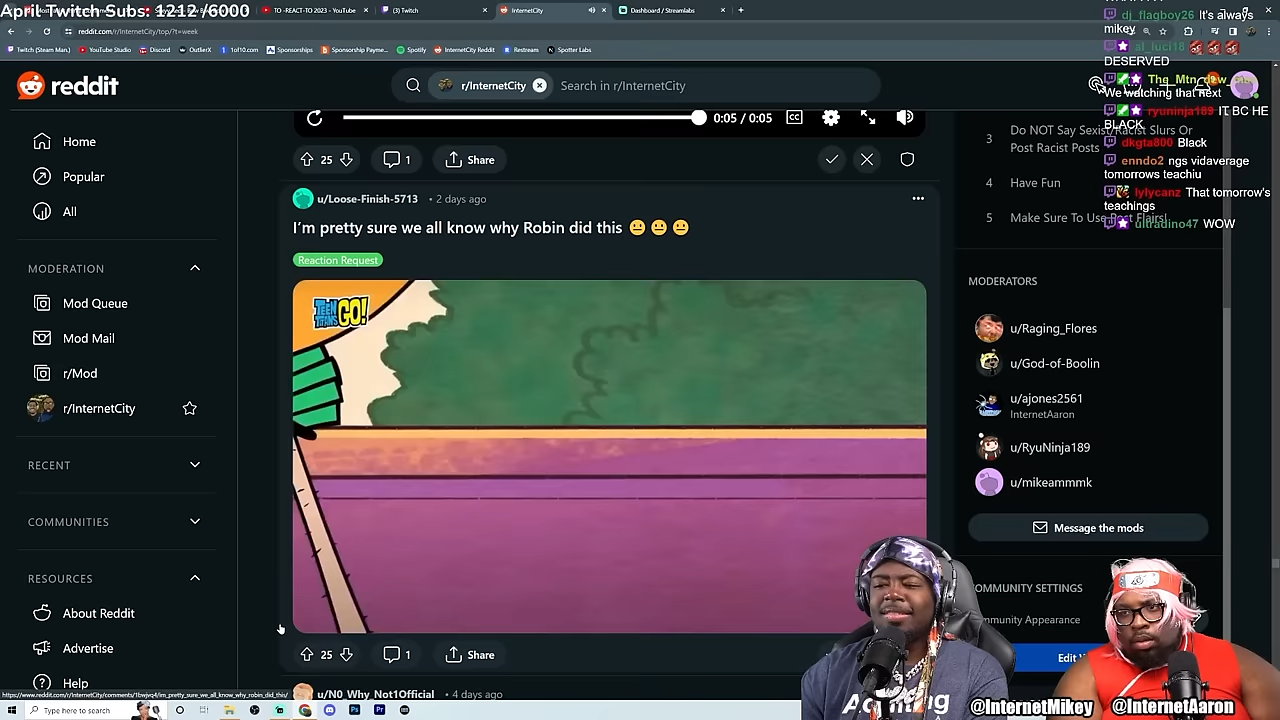 April Twitch Subs: 1212 /6000
TO -REACT-TO 2023 - YouTube
(3) Twitch
InternetCity
Dashboard / Streamlabs
reddit.com/r/InternetCity/top/?t=week
Twitch (Steam Man.)
YouTube Studio
Discord
OutlierX
1of10.com
Sponsorships
Sponsorship Payme...
Spotify
InternetCity Reddit
Restream
Spotter Labs
reddit
r/InternetCity
Search in r/InternetCity
dj_flagboy26 It's always
mikey
al_luci18
DESERVED
We watching that next
ryuninja189 IT BC HE
BLACK
dkgta800 Black
enndo2 ngs vidaverage
tomorrows teachiu
lylycanz That tomorrow's
teachings
ultradino47 WOW
Home
Popular
All
MODERATION
Mod Queue
Mod Mail
r/Mod
r/InternetCity
RECENT
COMMUNITIES
RESOURCES
About Reddit
Advertise
Help
0:05 / 0:05
CC
25
1
Share
u/Loose-Finish-5713 • 2 days ago
I'm pretty sure we all know why Robin did this 😐 😐 😐
Reaction Request
TEEN TITANS GO!
25
1
Share
u/N0_Why_Not1Official • 4 days ago
3 Do NOT Say Sexist/Racist Slurs Or
Post Racist Posts
4 Have Fun
5 Make Sure To Use Post Flairs!
MODERATORS
u/Raging_Flores
u/God-of-Boolin
u/ajones2561
InternetAaron
u/RyuNinja189
u/mikeammmk
Message the mods
COMMUNITY SETTINGS
Community Appearance
@InternetMikey
@InternetAaron
https://www.reddit.com/r/InternetCity/comments/1bwjvq4/im_pretty_sure_we_all_know_why_robin_did_this/
Type here to search